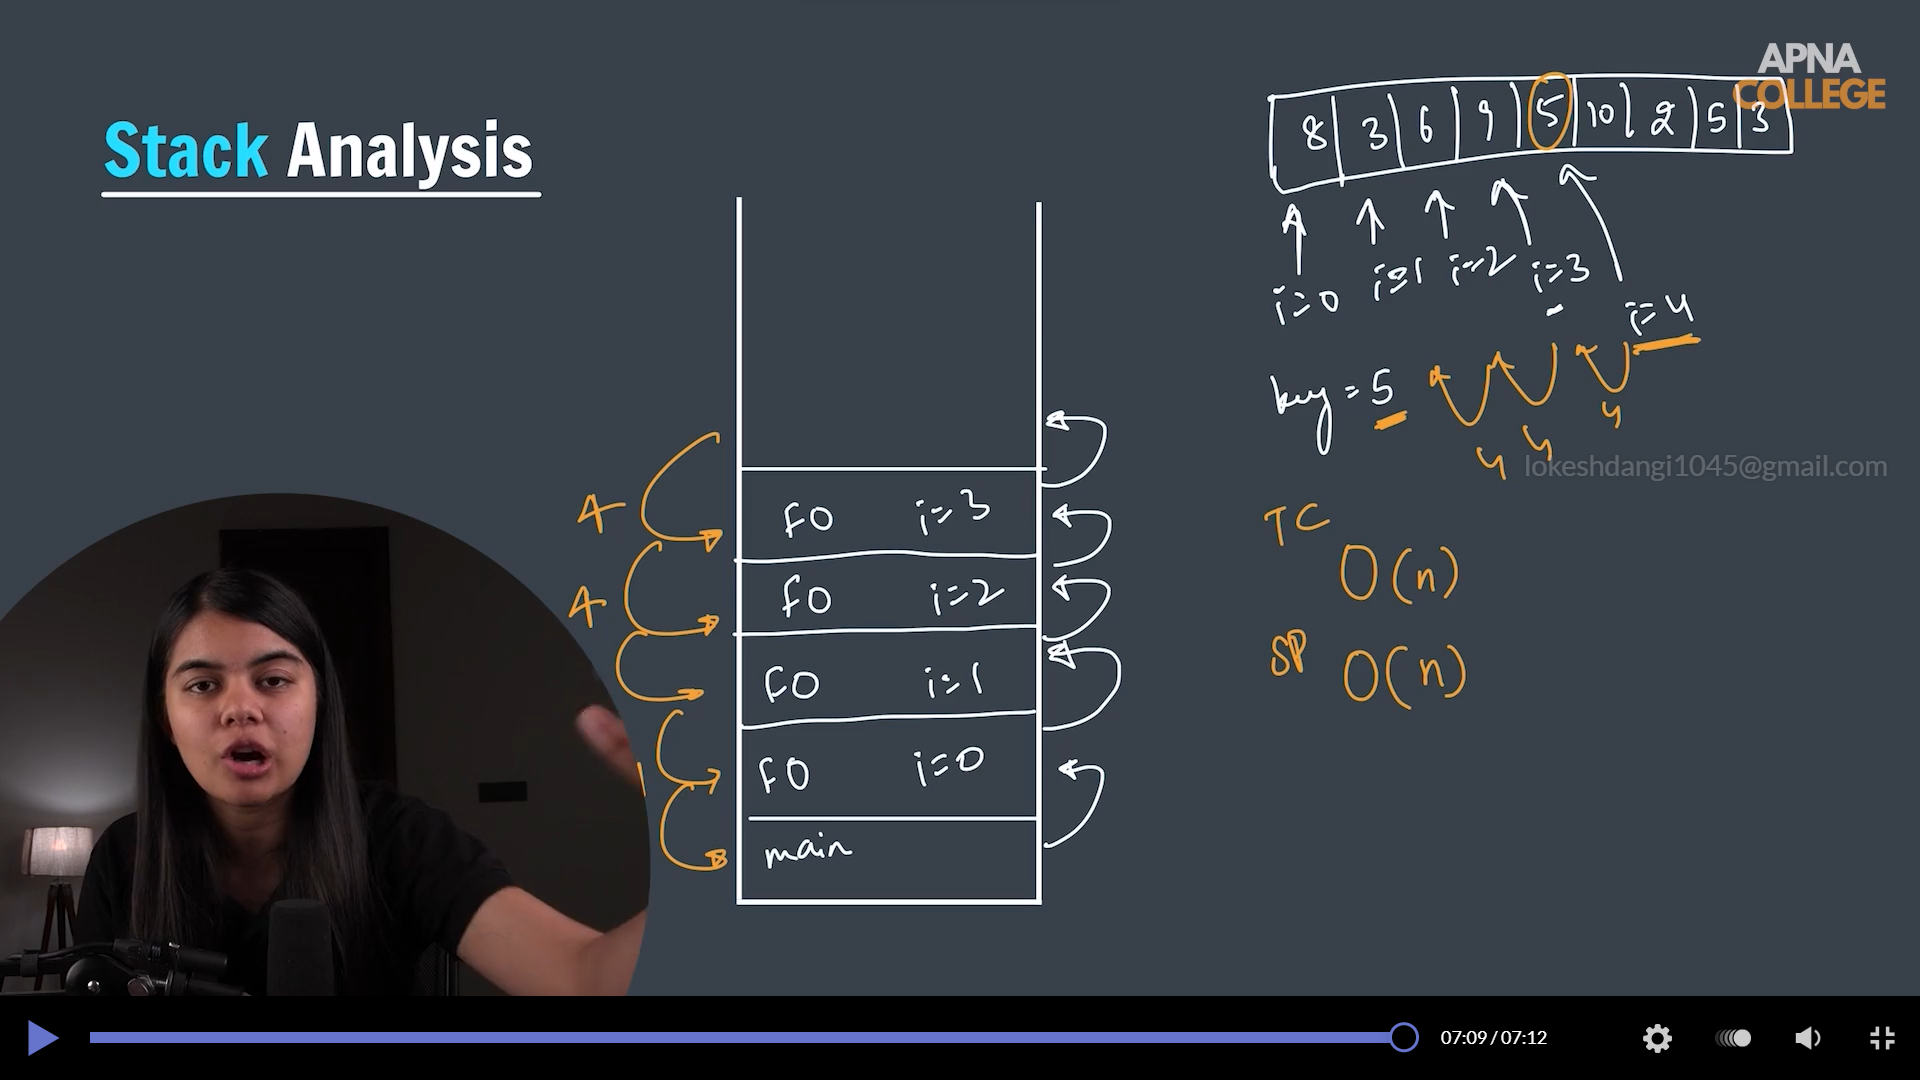 APNA
COLLEGE
Stack Analysis
8 3 6 9 5 10 2 5 3
i=0 i=1 i=2 i=3 i=4
key = 5
4 4 4
lokeshdangi1045@gmail.com
4 f() i=3
4 f() i=2
f() i=1
f() i=0
main
TC
O(n)
SP O(n)
07:09 / 07:12